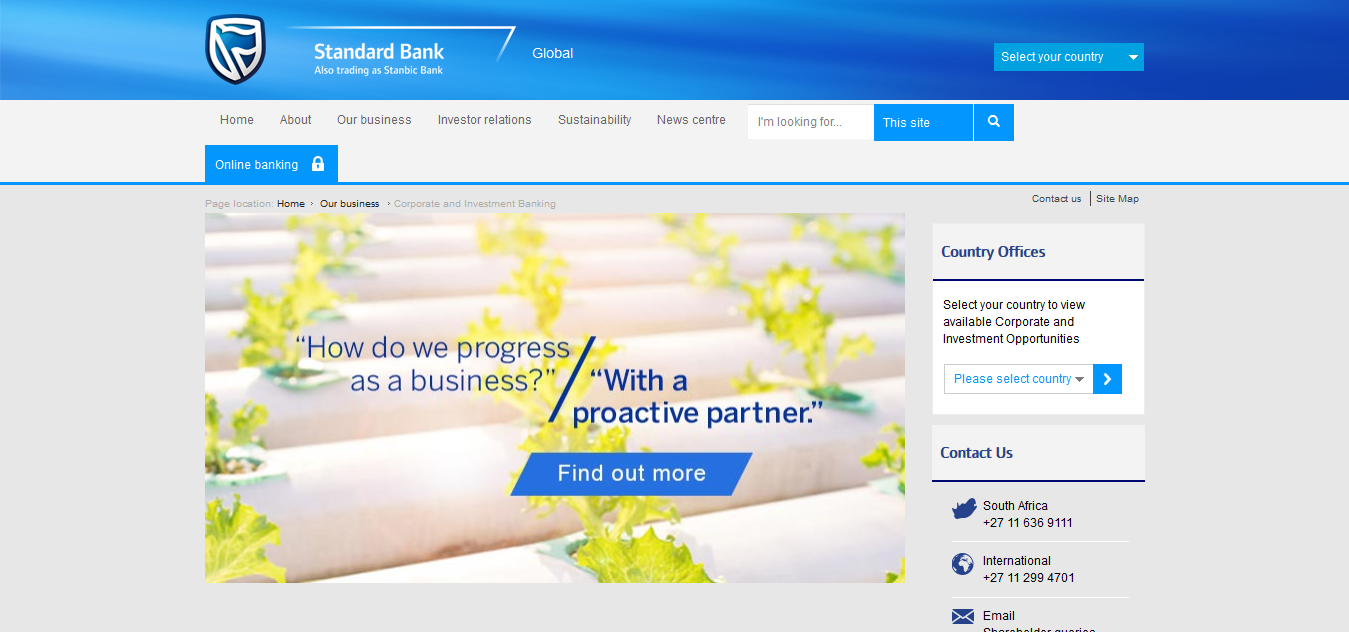 Standard Bank
Also trading as Stanbic Bank
Global
Select your country
Home
About
Our business
Investor relations
Sustainability
News centre
I'm looking for...
This site
Online banking
Page location: Home › Our business › Corporate and Investment Banking
Contact us
Site Map
“How do we progress
as a business?”
“With a
proactive partner.”
Find out more
Country Offices
Select your country to view
available Corporate and
Investment Opportunities
Please select country
Contact Us
South Africa
+27 11 636 9111
International
+27 11 299 4701
Email
Shareholder queries